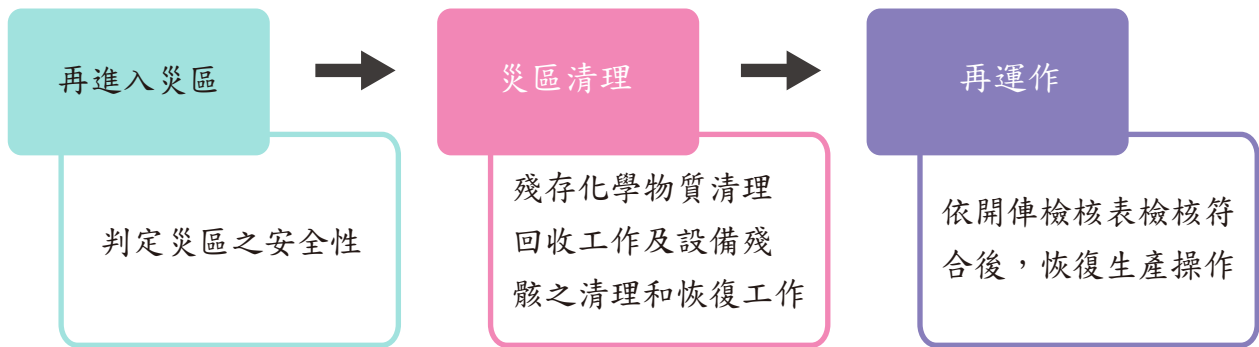 再進入災區
判定災區之安全性
災區清理
殘存化學物質清理
回收工作及設備殘
骸之清理和恢復工作
再運作
依開俥檢核表檢核符
合後，恢復生產操作